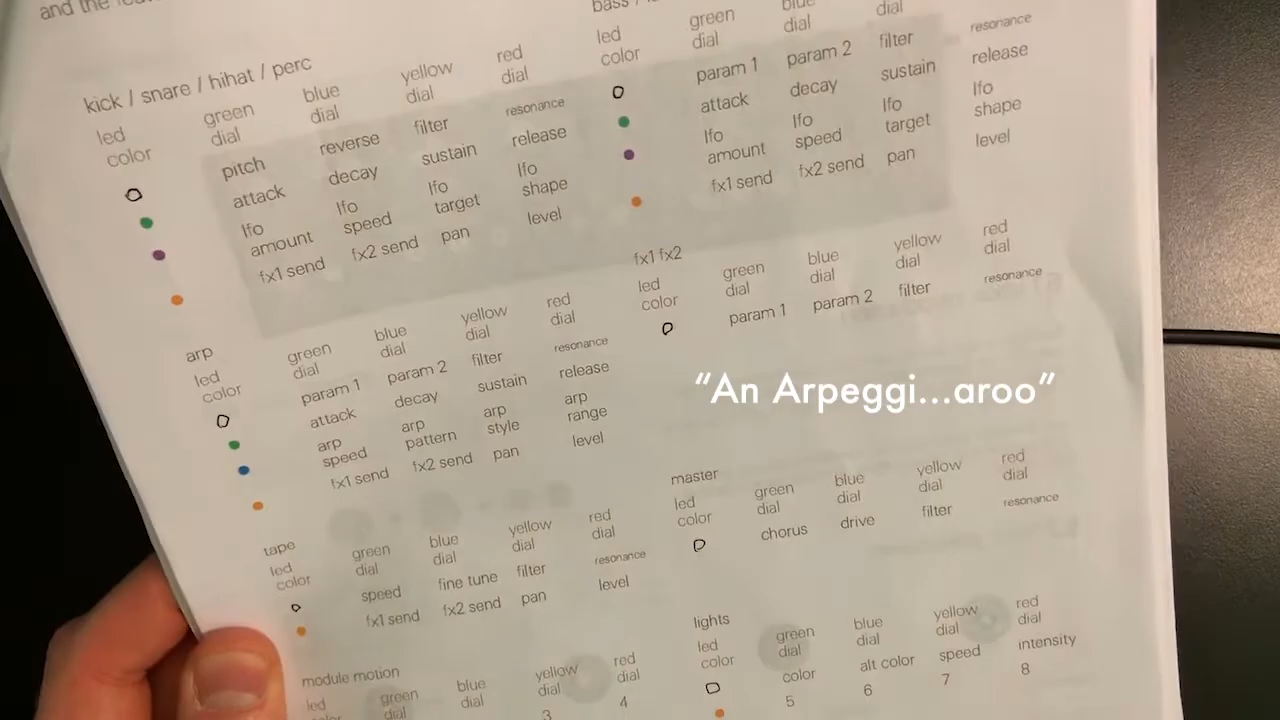 and the
kick / snare / hihat / perc
led color green dial blue dial yellow dial red dial
pitch reverse filter resonance
attack decay sustain release
lfo amount lfo speed lfo target lfo shape
fx1 send fx2 send pan level
bass /
led color green dial blue dial dial
param 1 param 2 filter resonance
attack decay sustain release
lfo amount lfo speed lfo target lfo shape
fx1 send fx2 send pan level
arp
led color green dial blue dial yellow dial red dial
param 1 param 2 filter resonance
attack decay sustain release
arp speed arp pattern arp style arp range
fx1 send fx2 send pan level
fx1 fx2
led color green dial blue dial yellow dial red dial
param 1 param 2 filter resonance
“An Arpeggi...aroo”
tape
led color green dial blue dial yellow dial red dial
speed fine tune filter resonance
fx1 send fx2 send pan level
master
led color green dial blue dial yellow dial red dial
chorus drive filter resonance
module motion
led color green dial blue dial yellow dial red dial
3 4
lights
led color green dial blue dial yellow dial red dial
color alt color speed intensity
5 6 7 8